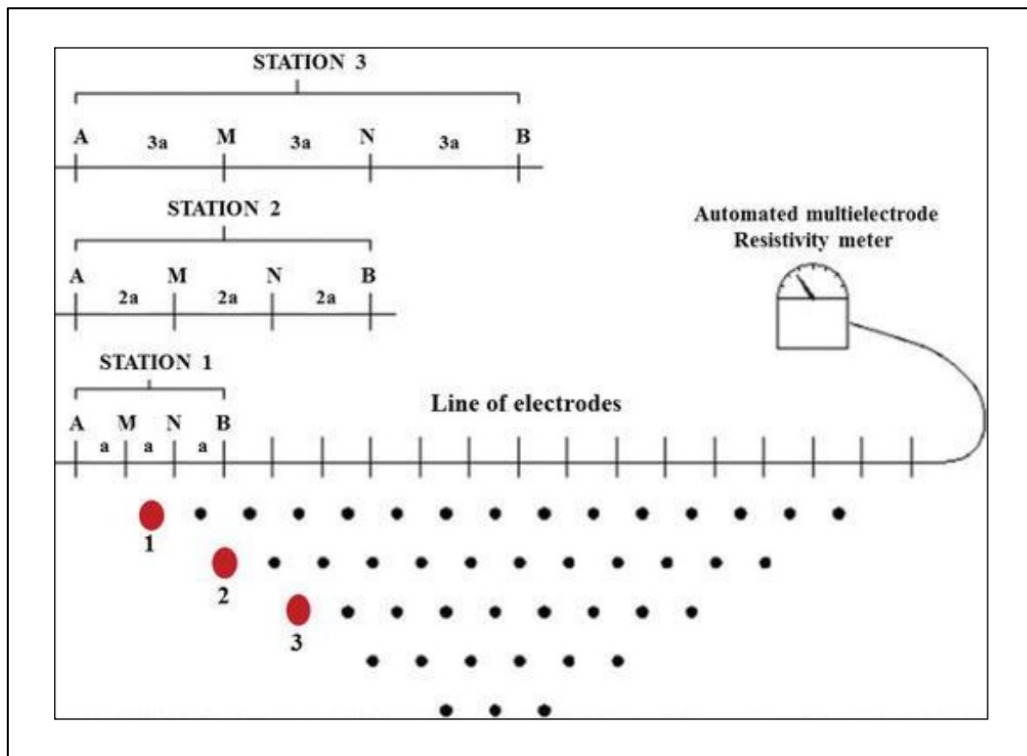 STATION 3
A 3a M 3a N 3a B
STATION 2
A M N B
2a 2a 2a
Automated multielectrode
Resistivity meter
STATION 1
A M N B
a a a
Line of electrodes
1
2
3